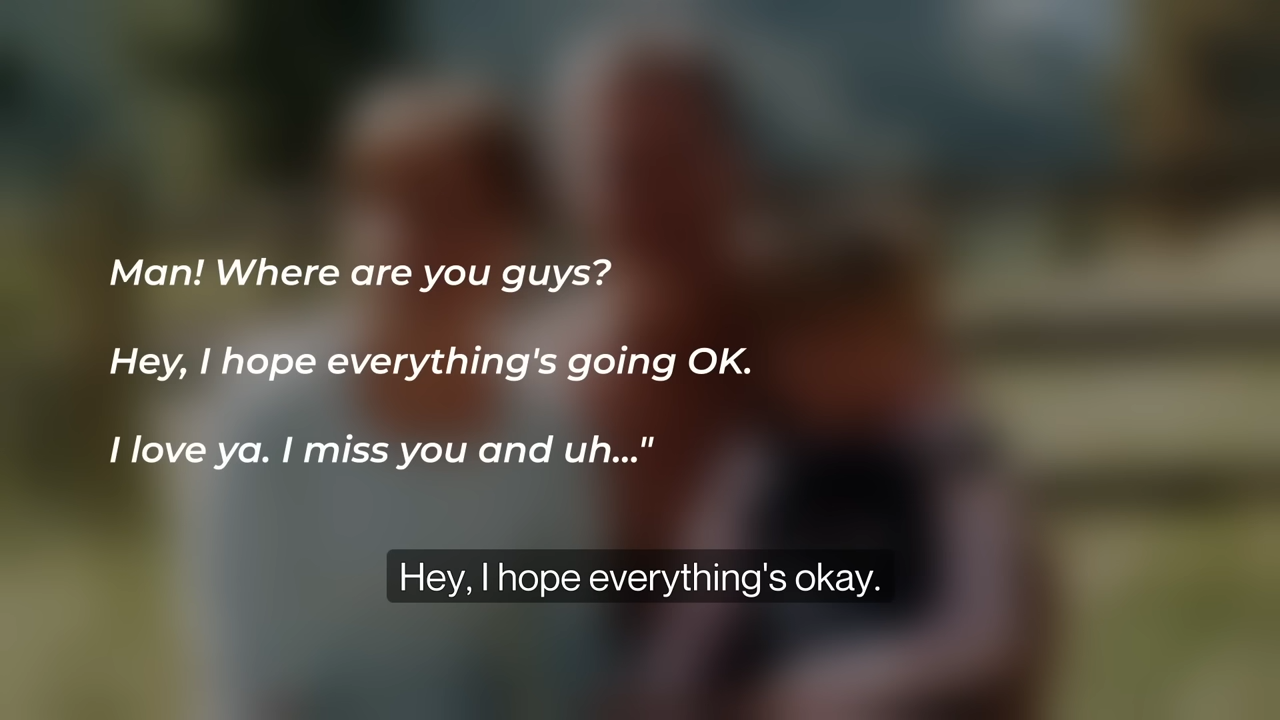 Man! Where are you guys?
Hey, I hope everything's going OK.
I love ya. I miss you and uh..."
Hey, I hope everything's okay.